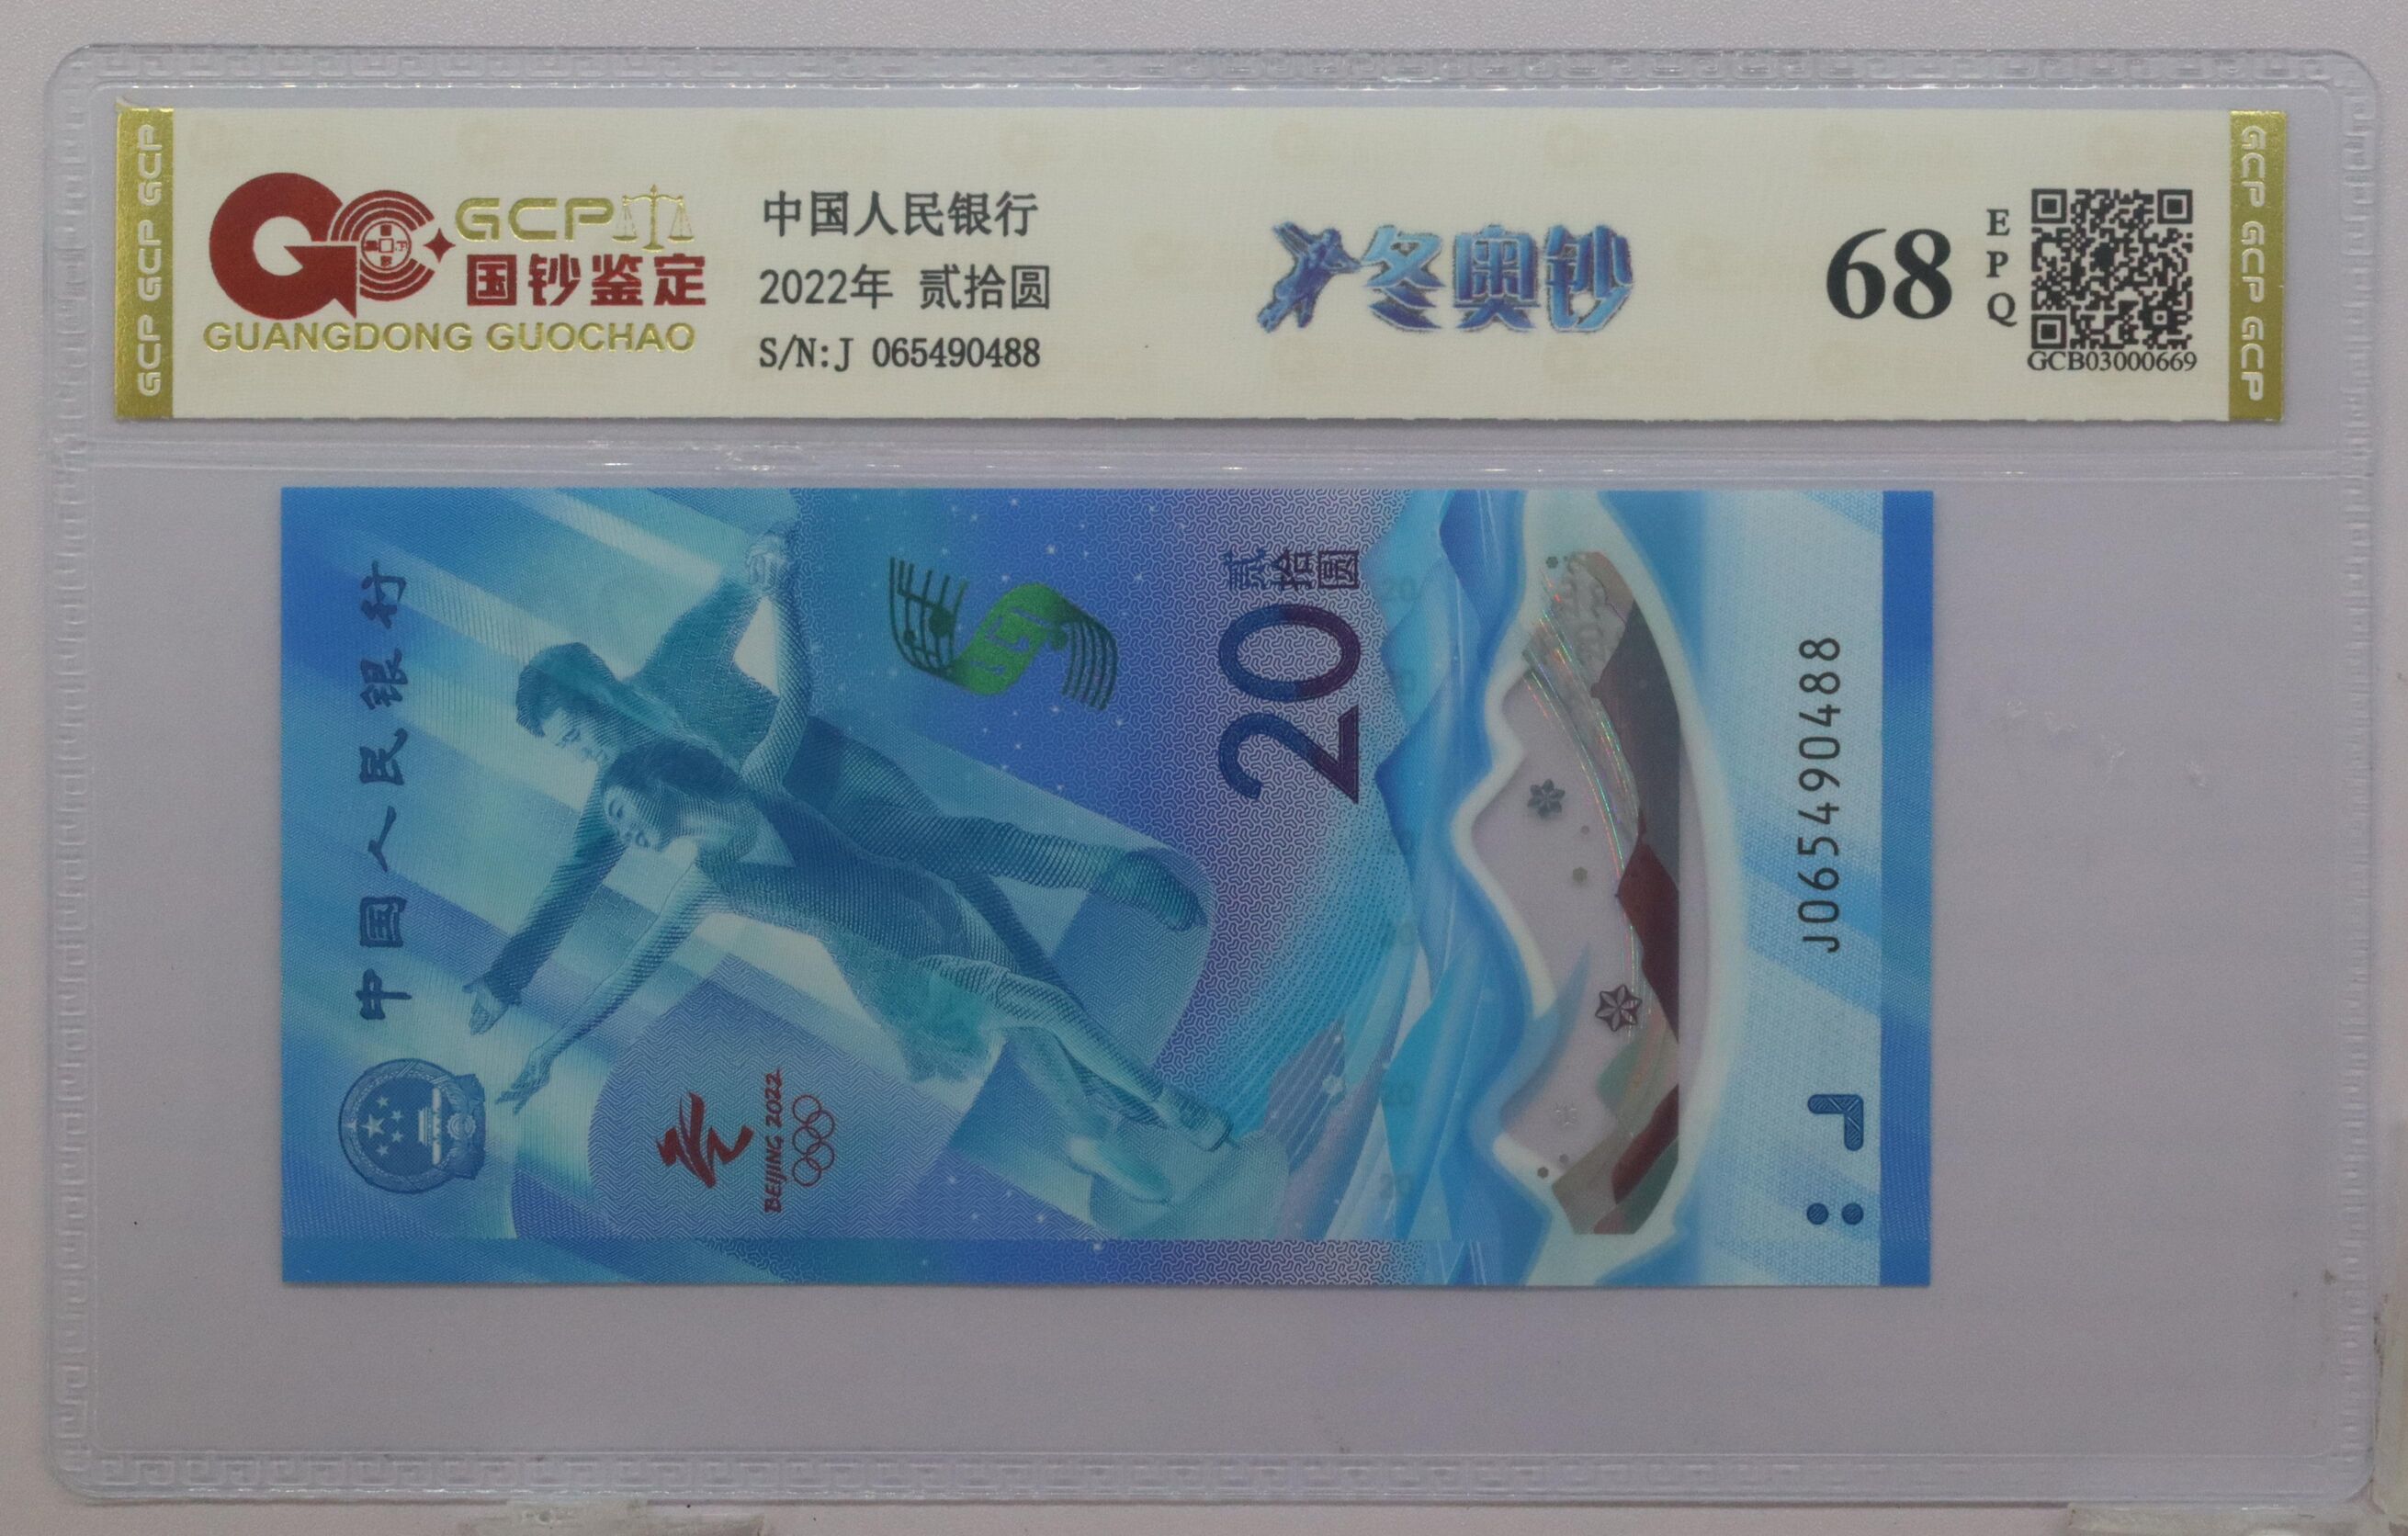 GCP GCP GCP
GCP
国钞鉴定
GUANGDONG GUOCHAO
中国人民银行
2022年 贰拾圆
S/N:J 065490488
冬奥钞
68
EPQ
GCB03000669
GCP GCP GCP
中国人民银行
BEIJING 2022
20
贰拾圆
J065490488